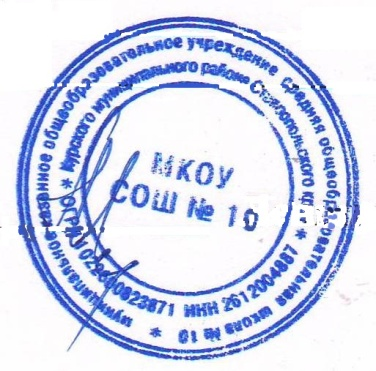 муниципальное казенное общеобразовательное учреждение средняя общеобразовательная школа № 10 *
Курского муниципального района Ставропольского края * ИНН 2612004887 *
МКОУ
СОШ № 10